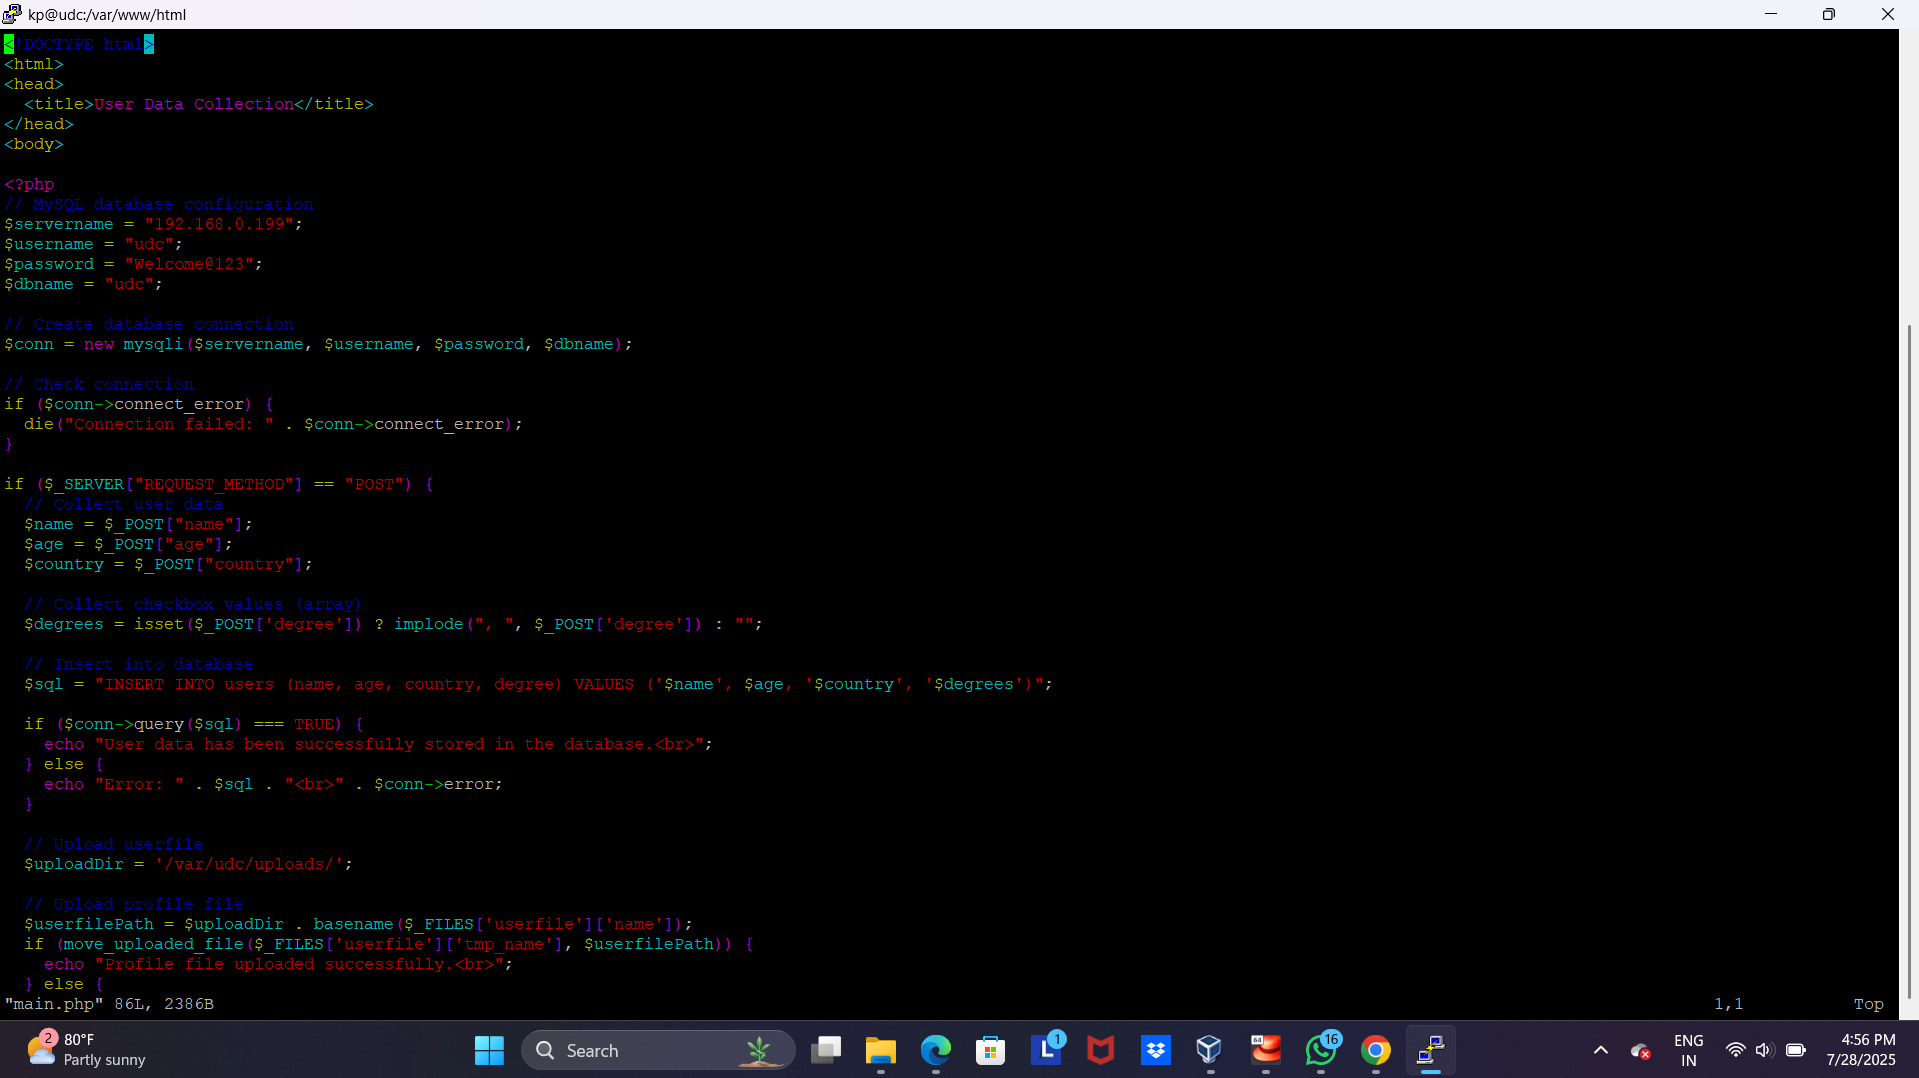 kp@udc:/var/www/html
<!DOCTYPE html>
<html>
<head>
  <title>User Data Collection</title>
</head>
<body>

<?php
// MySQL database configuration
$servername = "192.168.0.199";
$username = "udc";
$password = "Welcome@123";
$dbname = "udc";

// Create database connection
$conn = new mysqli($servername, $username, $password, $dbname);

// Check connection
if ($conn->connect_error) {
  die("Connection failed: " . $conn->connect_error);
}

if ($_SERVER["REQUEST_METHOD"] == "POST") {
  // Collect user data
  $name = $_POST["name"];
  $age = $_POST["age"];
  $country = $_POST["country"];

  // Collect checkbox values (array)
  $degrees = isset($_POST['degree']) ? implode(", ", $_POST['degree']) : "";

  // Insert into database
  $sql = "INSERT INTO users (name, age, country, degree) VALUES ('$name', $age, '$country', '$degrees')";

  if ($conn->query($sql) === TRUE) {
    echo "User data has been successfully stored in the database.<br>";
  } else {
    echo "Error: " . $sql . "<br>" . $conn->error;
  }

  // Upload userfile
  $uploadDir = '/var/udc/uploads/';

  // Upload profile file
  $userfilePath = $uploadDir . basename($_FILES['userfile']['name']);
  if (move_uploaded_file($_FILES['userfile']['tmp_name'], $userfilePath)) {
    echo "Profile file uploaded successfully.<br>";
  } else {
"main.php" 86L, 2386B 1,1 Top
2
80°F
Partly sunny
Search
L
1
64
16
ENG
IN
4:56 PM
7/28/2025